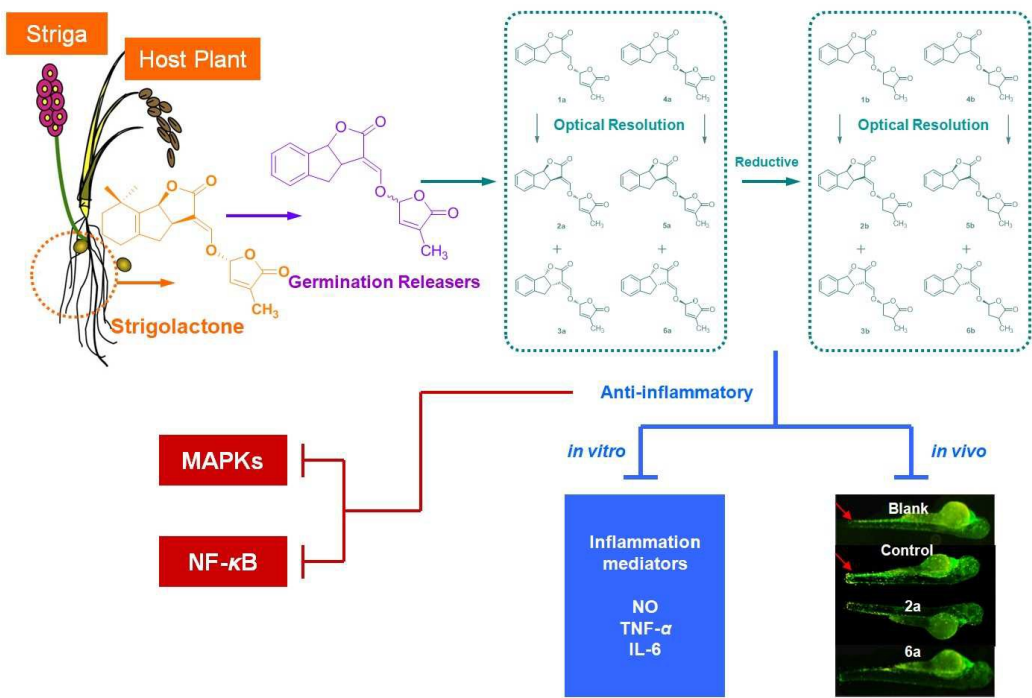 Striga
Host Plant
Strigolactone
Germination Releasers
O
O
O
O
O
CH₃
O
O
O
O
O
CH₃
1a
4a
Optical Resolution
2a
5a
+
+
3a
6a
Reductive
1b
4b
Optical Resolution
2b
5b
+
+
3b
6b
Anti-inflammatory
in vitro
in vivo
MAPKs
NF-κB
Inflammation
mediators
NO
TNF-α
IL-6
Blank
Control
2a
6a